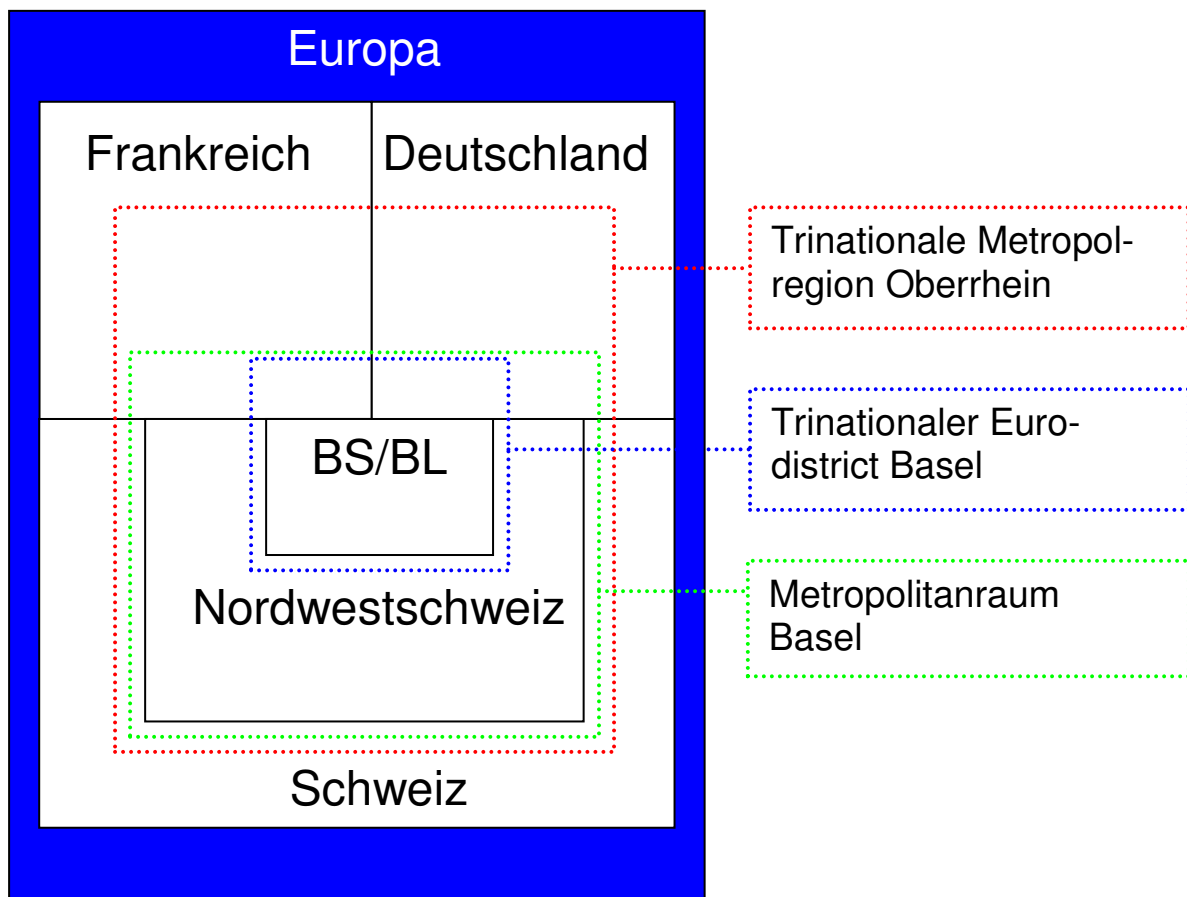 Europa
Frankreich
Deutschland
Trinationale Metropol-
region Oberrhein
Trinationaler Euro-
district Basel
BS/BL
Metropolitanraum
Basel
Nordwestschweiz
Schweiz